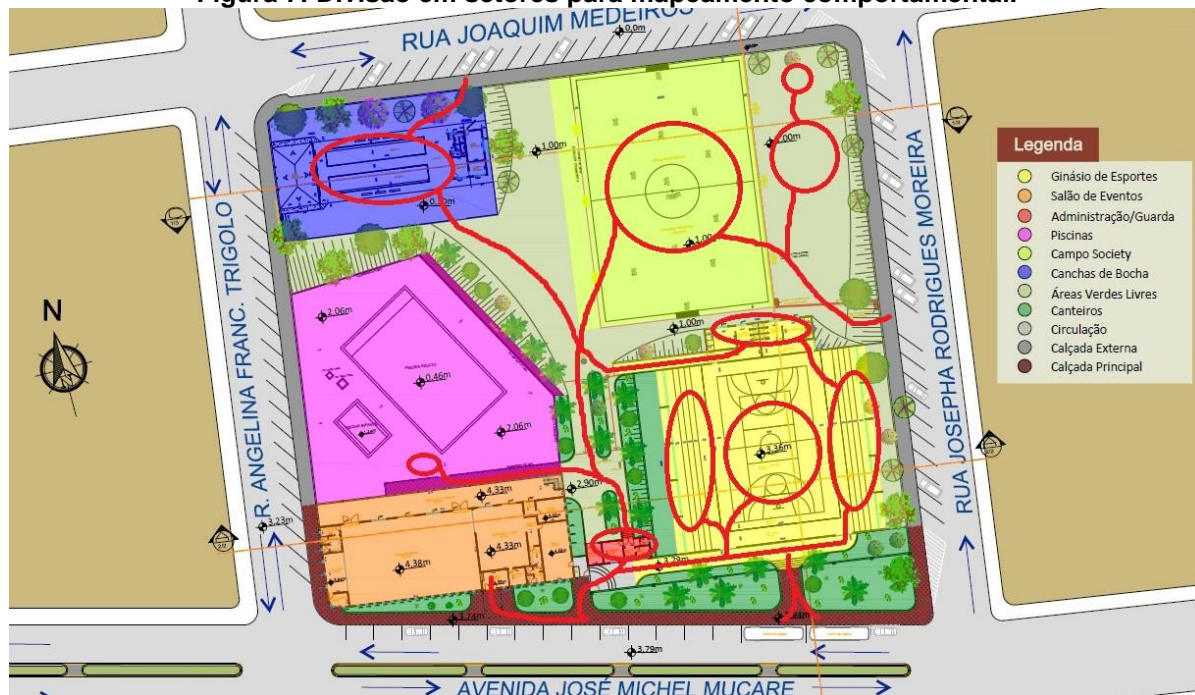 Figura 7: Divisão em setores para mapeamento comportamental.
RUA JOAQUIM MEDEIROS
0,0m
R. ANGELINA FRANC. TRIGOLO
RUA JOSEPHA RODRIGUES MOREIRA
AVENIDA JOSÉ MICHEL MUCARE
N
1,00m
1,00m
1,00
1,00m
2,06m
0,46m
2,06m
3,36m
2,90m
4,33m
4,33m
4,38m
3,23m
3,79m
Legenda
Ginásio de Esportes
Salão de Eventos
Administração/Guarda
Piscinas
Campo Society
Canchas de Bocha
Áreas Verdes Livres
Canteiros
Circulação
Calçada Externa
Calçada Principal